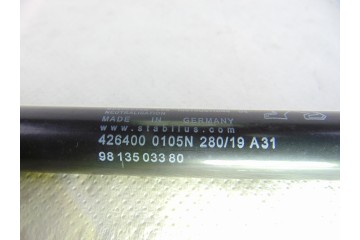 MADE IN GERMANY
www.stabilus.com
426400 0105N 280/19 A31
98 135 033 80